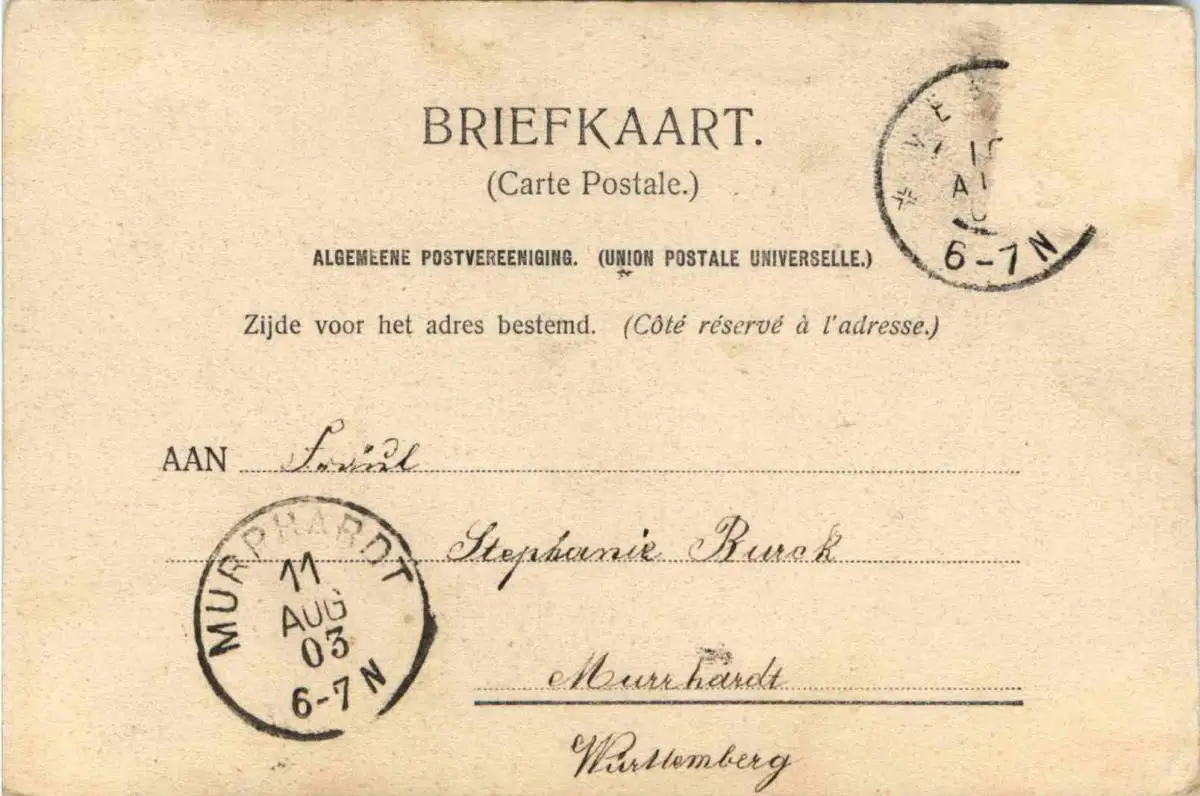 BRIEFKAART.
(Carte Postale.)
ALGEMEENE POSTVEREENIGING. (UNION POSTALE UNIVERSELLE.)
Zijde voor het adres bestemd. (Côté réservé à l'adresse.)
6-7 N
AAN Fräul
Stephanie Burck
Murrhardt
Württemberg
MURRHARDT
11
AUG
03
6-7 N